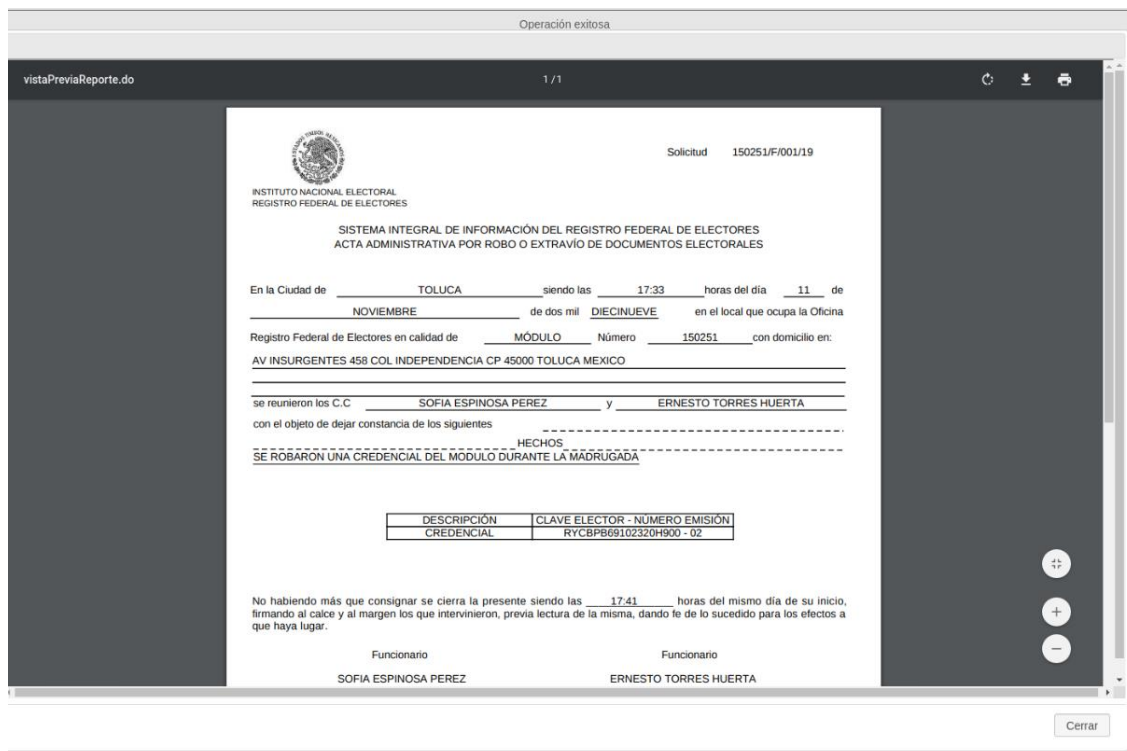 Operación exitosa
vistaPreviaReporte.do 1 / 1
Solicitud 150251/F/001/19
INSTITUTO NACIONAL ELECTORAL
REGISTRO FEDERAL DE ELECTORES
SISTEMA INTEGRAL DE INFORMACIÓN DEL REGISTRO FEDERAL DE ELECTORES
ACTA ADMINISTRATIVA POR ROBO O EXTRAVÍO DE DOCUMENTOS ELECTORALES
En la Ciudad de TOLUCA siendo las 17:33 horas del día 11 de
NOVIEMBRE de dos mil DIECINUEVE en el local que ocupa la Oficina
Registro Federal de Electores en calidad de MÓDULO Número 150251 con domicilio en:
AV INSURGENTES 458 COL INDEPENDENCIA CP 45000 TOLUCA MEXICO
se reunieron los C.C SOFIA ESPINOSA PEREZ y ERNESTO TORRES HUERTA
con el objeto de dejar constancia de los siguientes
HECHOS
SE ROBARON UNA CREDENCIAL DEL MODULO DURANTE LA MADRUGADA
DESCRIPCIÓN CLAVE ELECTOR - NÚMERO EMISIÓN
CREDENCIAL RYCBPB69102320H900 - 02
No habiendo más que consignar se cierra la presente siendo las 17:41 horas del mismo día de su inicio,
firmando al calce y al margen los que intervinieron, previa lectura de la misma, dando fe de lo sucedido para los efectos a
que haya lugar.
Funcionario Funcionario
SOFIA ESPINOSA PEREZ ERNESTO TORRES HUERTA
Cerrar